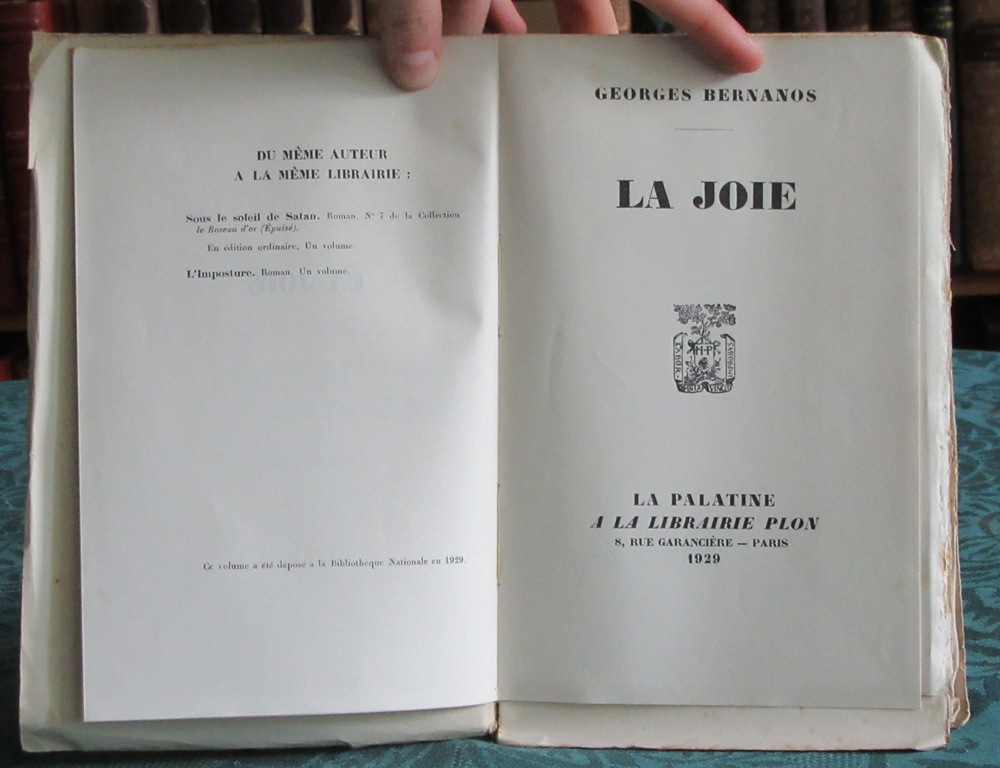 DU MÊME AUTEUR
A LA MÊME LIBRAIRIE :
Sous le soleil de Satan. Roman. N° 7 de la Collection
le Roseau d'or (Épuisé).
En édition ordinaire, Un volume.
L'Imposture. Roman. Un volume.
Ce volume a été déposé à la Bibliothèque Nationale en 1929.
GEORGES BERNANOS
LA JOIE
LABOR
H·P
IMPROBVS
LA PALATINE
A LA LIBRAIRIE PLON
8, RUE GARANCIÈRE — PARIS
1929